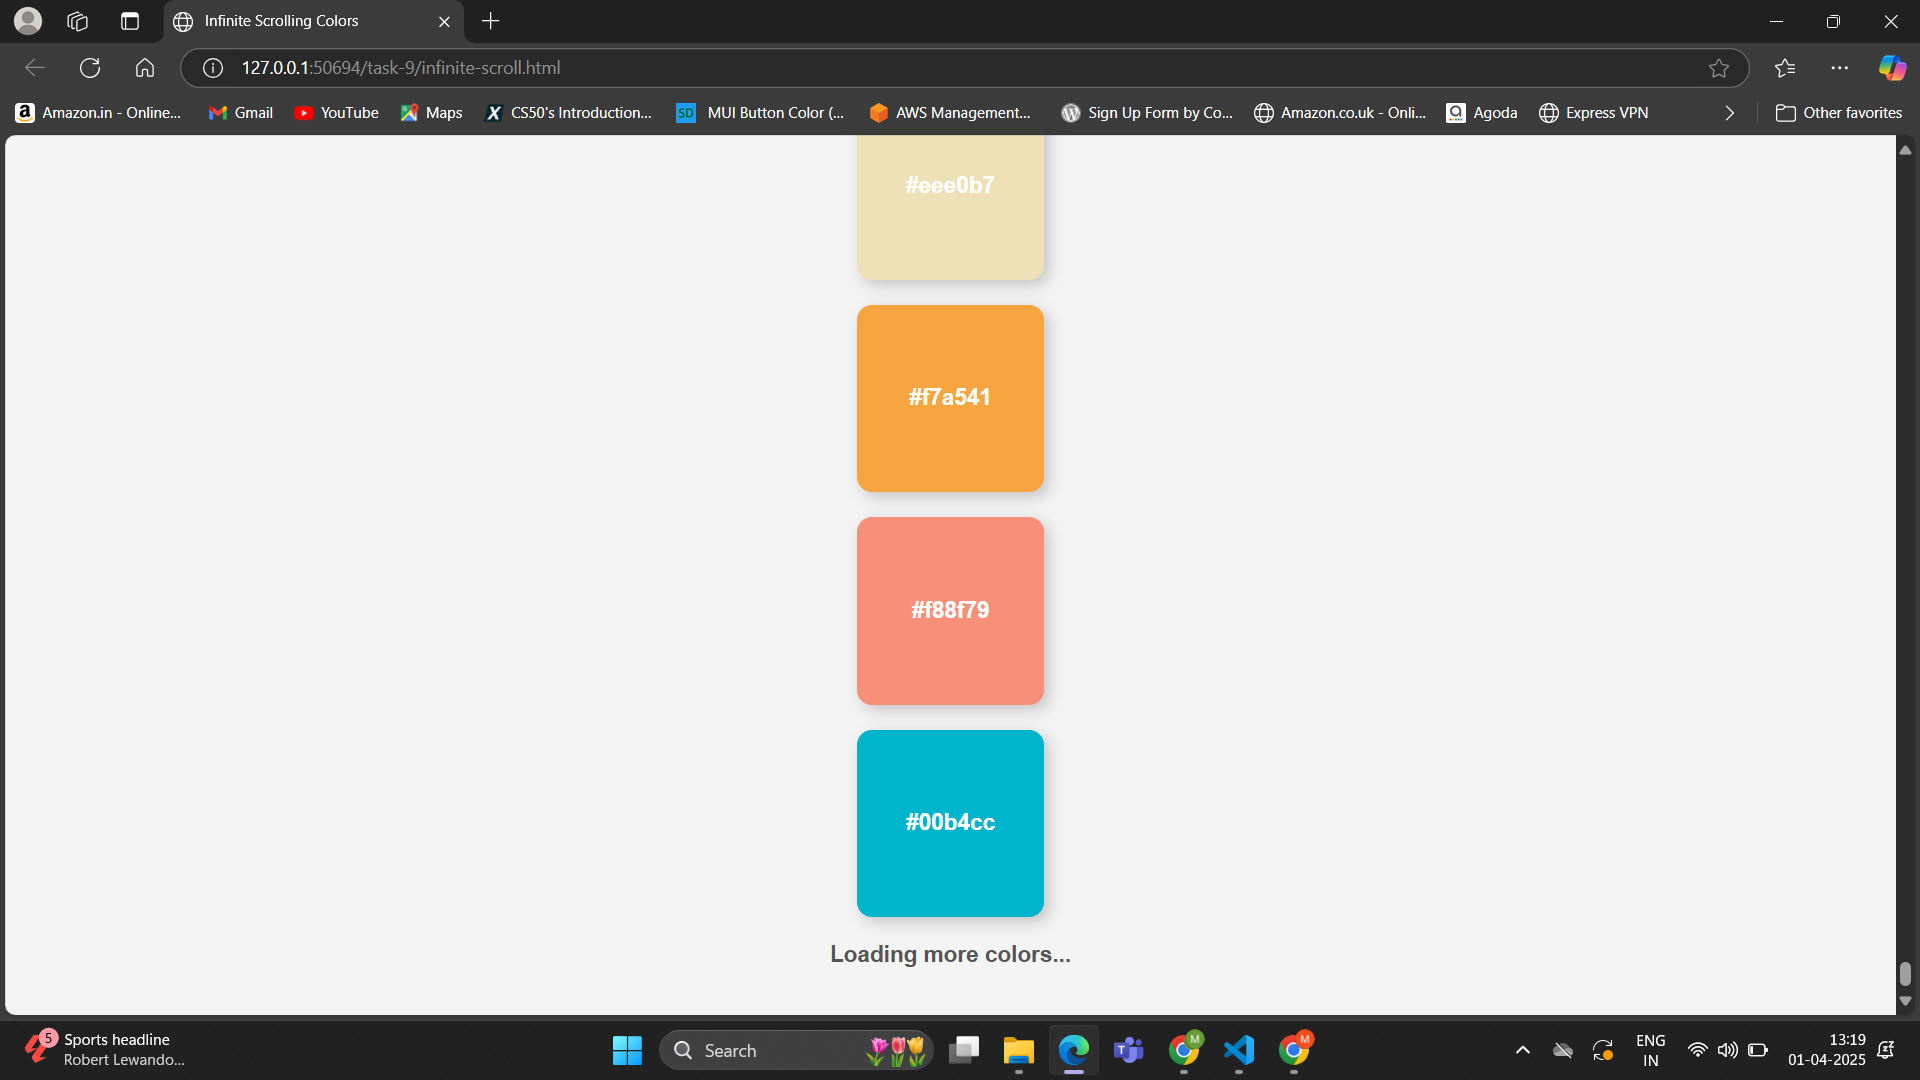 Infinite Scrolling Colors
127.0.0.1:50694/task-9/infinite-scroll.html
Amazon.in - Online... Gmail YouTube Maps CS50's Introduction... SD MUI Button Color (... AWS Management... Sign Up Form by Co... Amazon.co.uk - Onli... Agoda Express VPN Other favorites
#eee0b7
#f7a541
#f88f79
#00b4cc
Loading more colors...
5 Sports headline
Robert Lewando...
Search
M
M
ENG
IN
13:19
01-04-2025